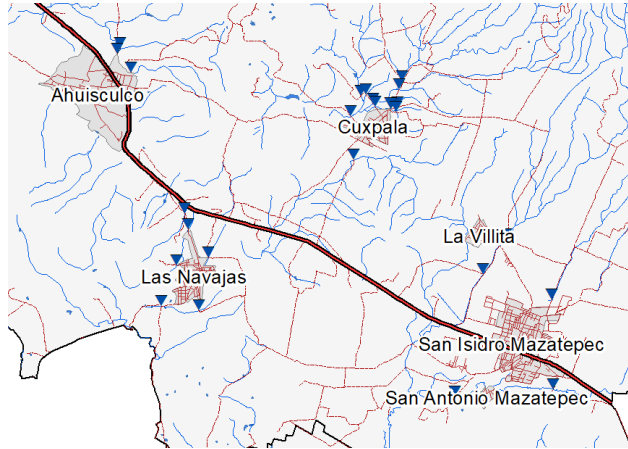 Ahuisculco
Cuxpala
La Villita
Las Navajas
San Isidro Mazatepec
San Antonio Mazatepec